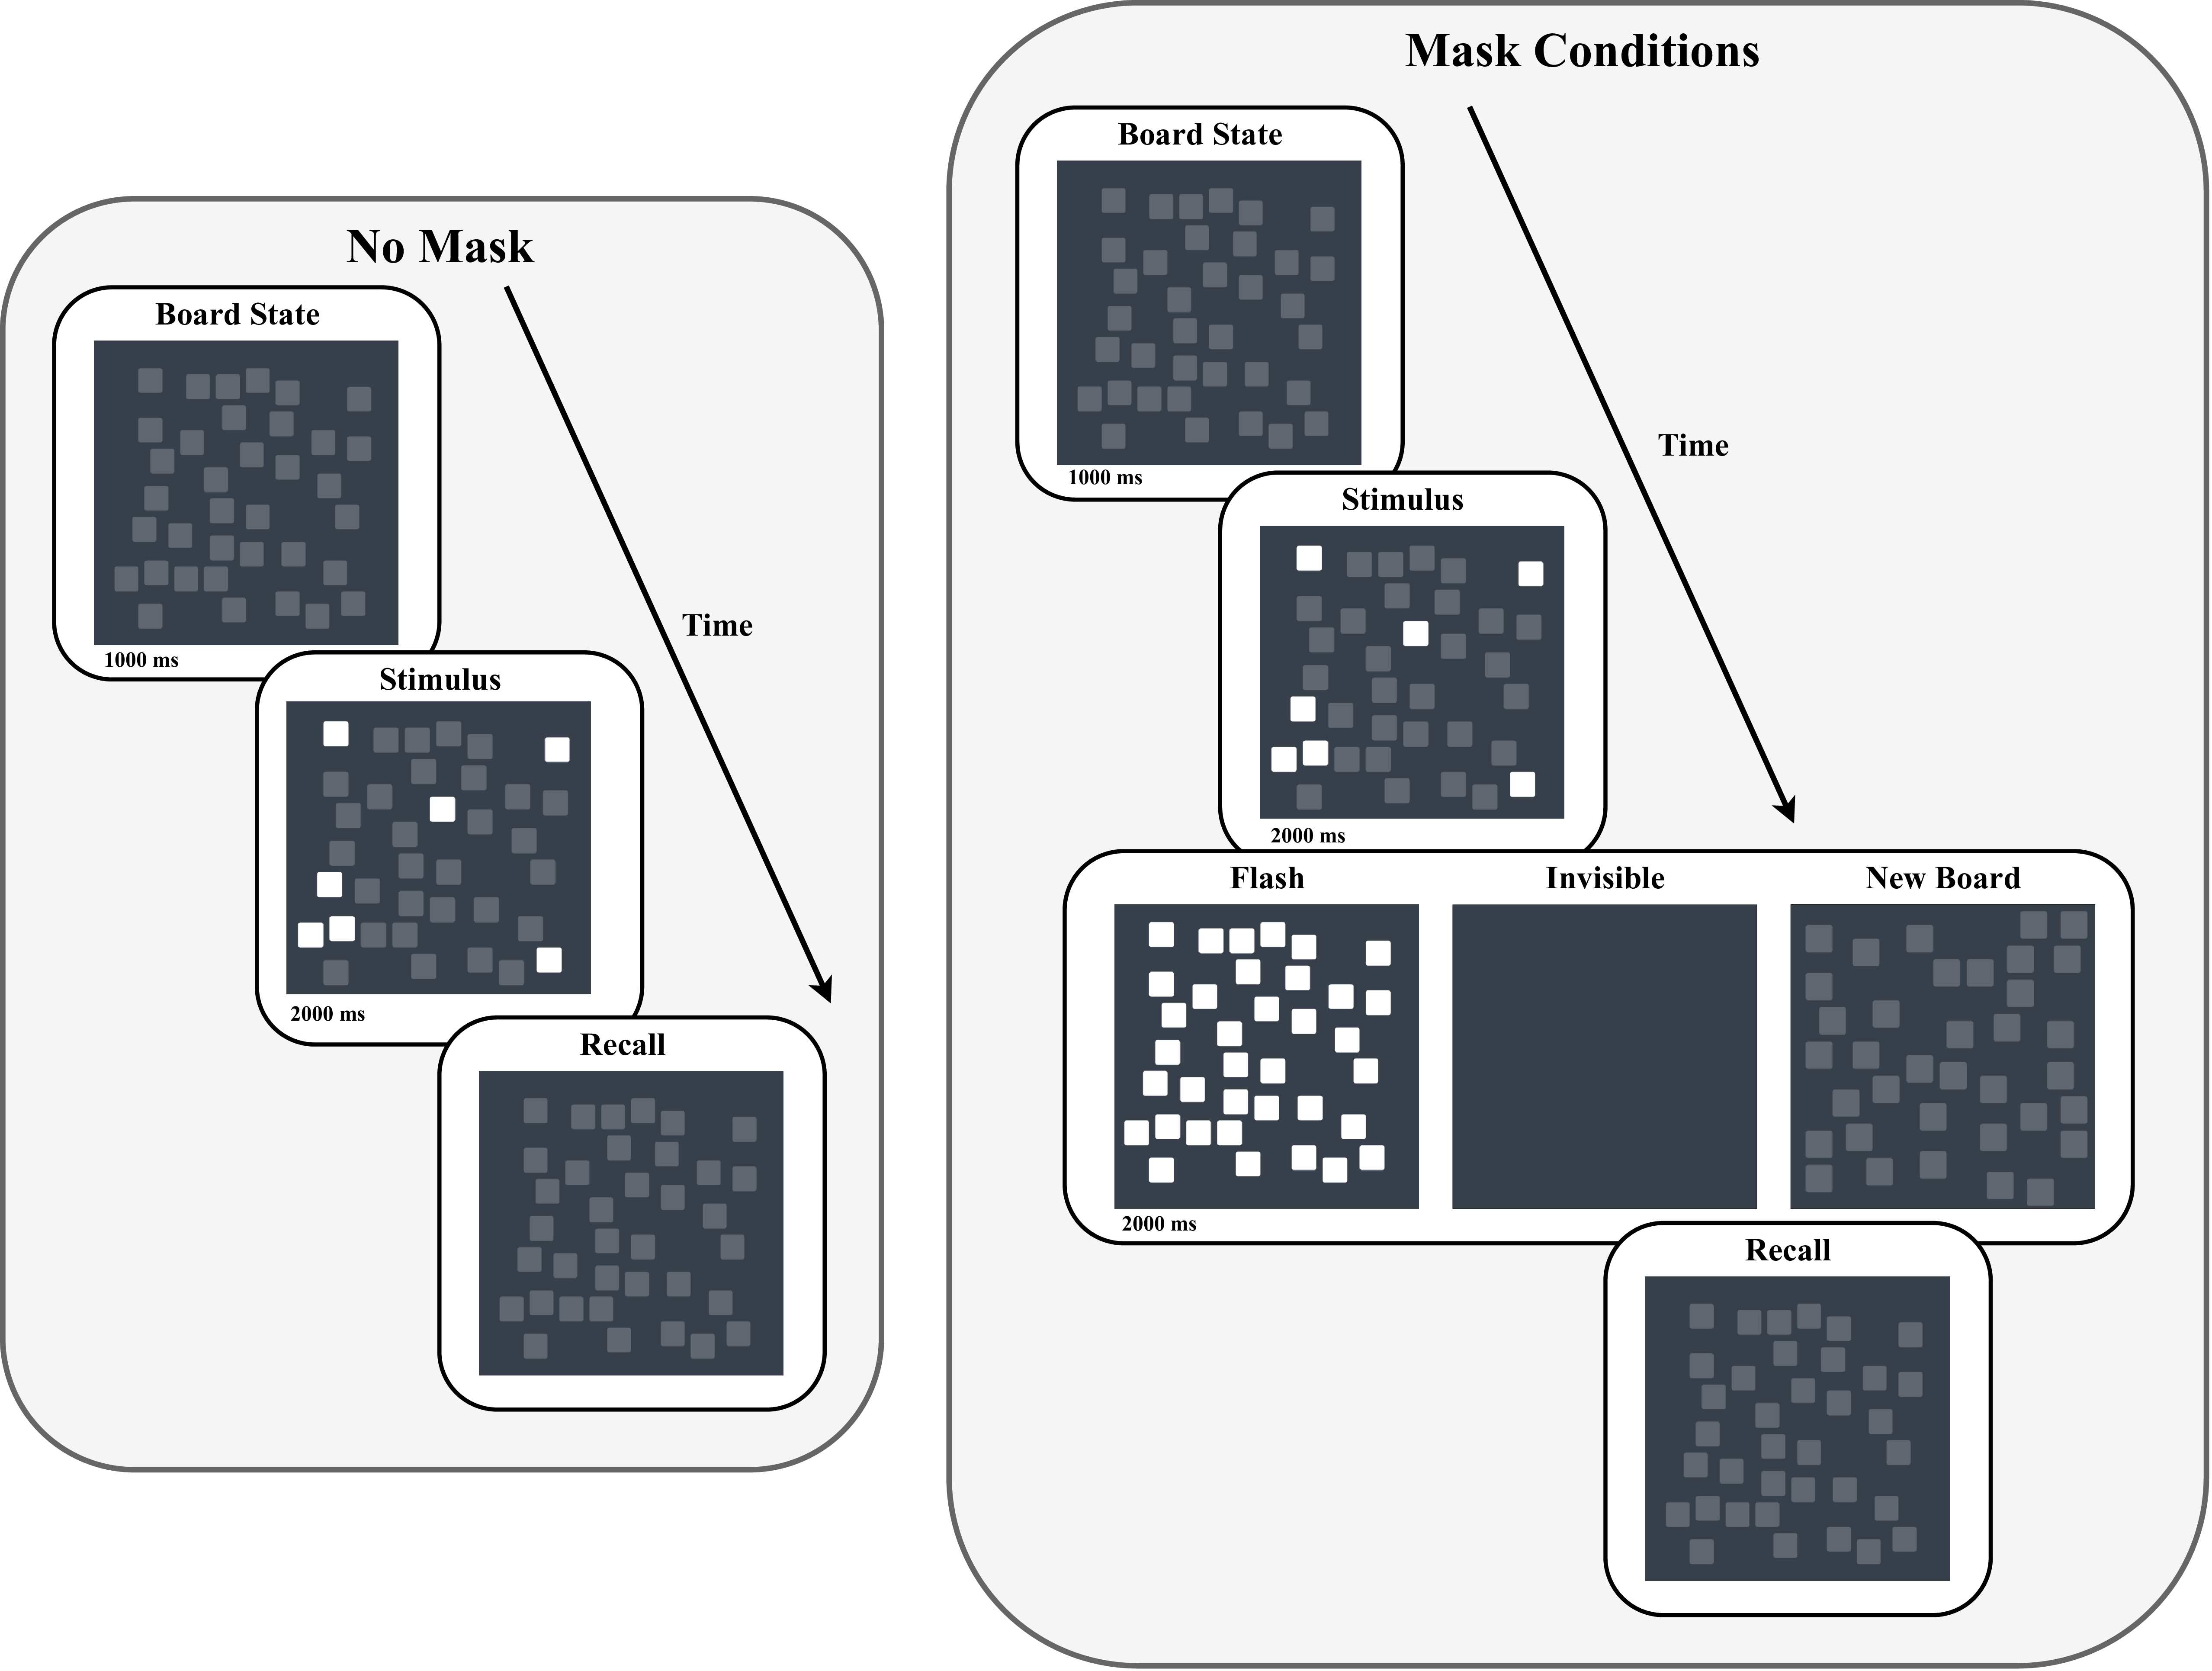 No Mask
Board State
1000 ms
Time
Stimulus
2000 ms
Recall
Mask Conditions
Board State
1000 ms
Time
Stimulus
2000 ms
Flash
Invisible
New Board
2000 ms
Recall